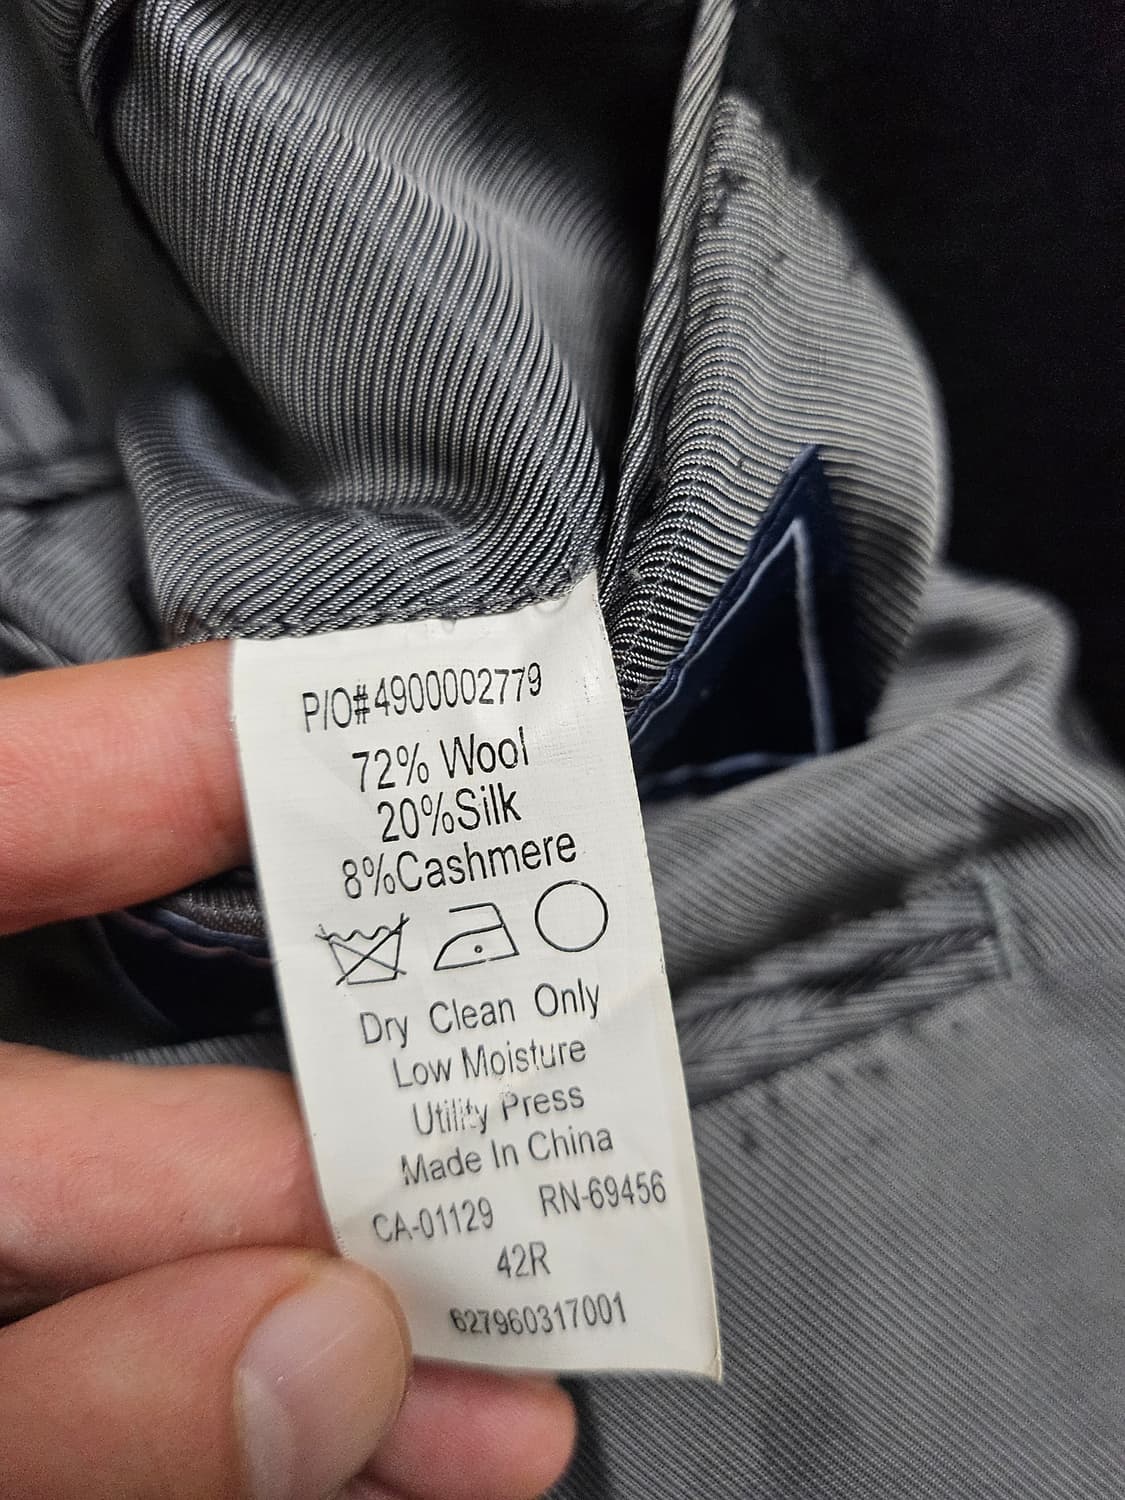 P/O#4900002779
72% Wool
20%Silk
8%Cashmere
Dry Clean Only
Low Moisture
Utility Press
Made In China
CA-01129 RN-69456
42R
627960317001